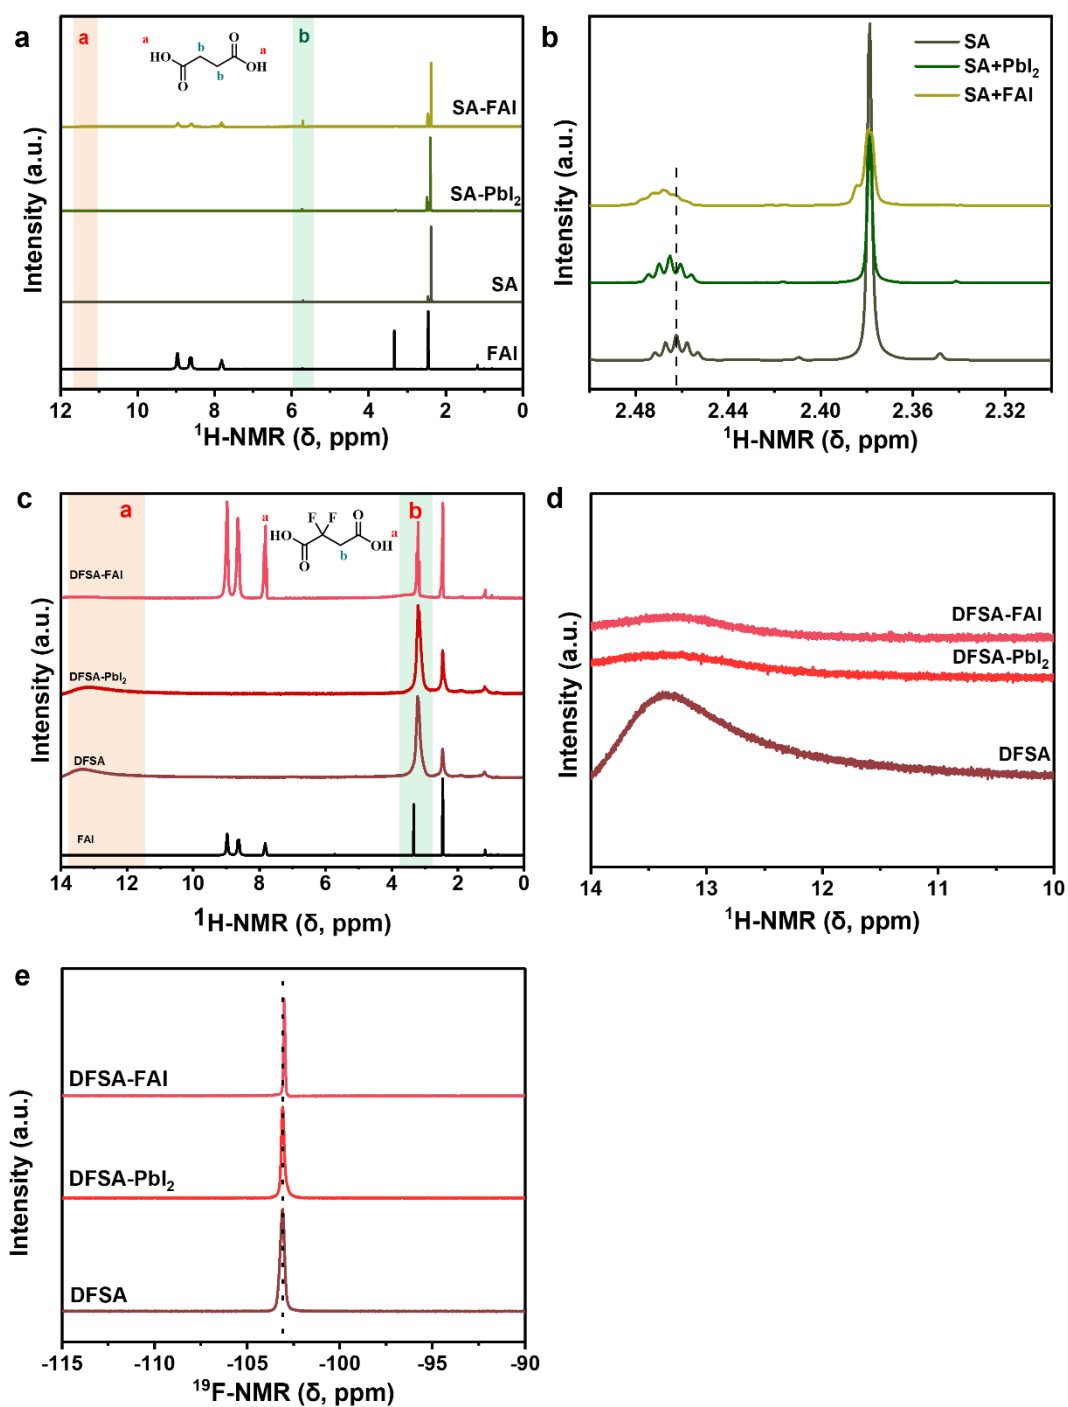 a
a
b
a
HO
b
b
O
O
OH
a
SA-FAI
SA-PbI₂
SA
FAI
Intensity (a.u.)
12 10 8 6 4 2 0
¹H-NMR (δ, ppm)
b
SA
SA+PbI₂
SA+FAI
Intensity (a.u.)
2.48 2.44 2.40 2.36 2.32
¹H-NMR (δ, ppm)
c
a
b
a
HO
F F
O
O
b
OH
a
DFSA-FAI
DFSA-PbI₂
DFSA
FAI
Intensity (a.u.)
14 12 10 8 6 4 2 0
¹H-NMR (δ, ppm)
d
DFSA-FAI
DFSA-PbI₂
DFSA
Intensity (a.u.)
14 13 12 11 10
¹H-NMR (δ, ppm)
e
DFSA-FAI
DFSA-PbI₂
DFSA
Intensity (a.u.)
-115 -110 -105 -100 -95 -90
¹⁹F-NMR (δ, ppm)